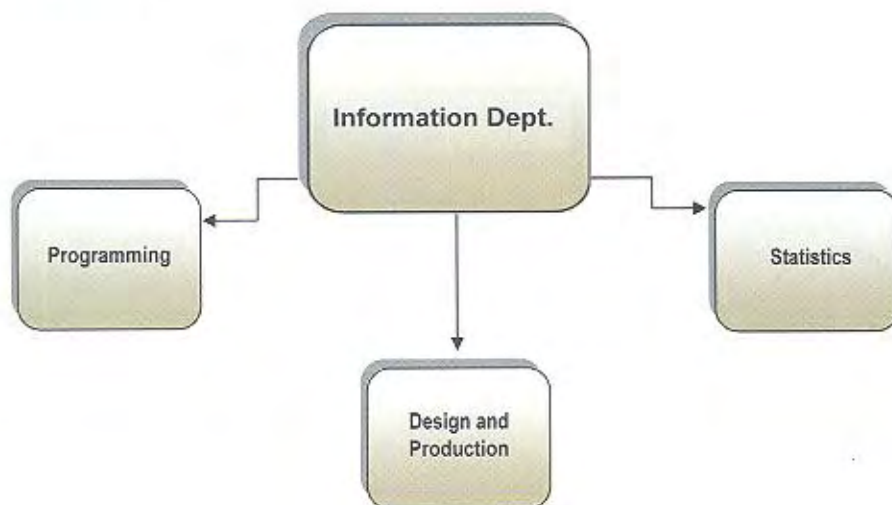 Information Dept.
Programming
Statistics
Design and
Production